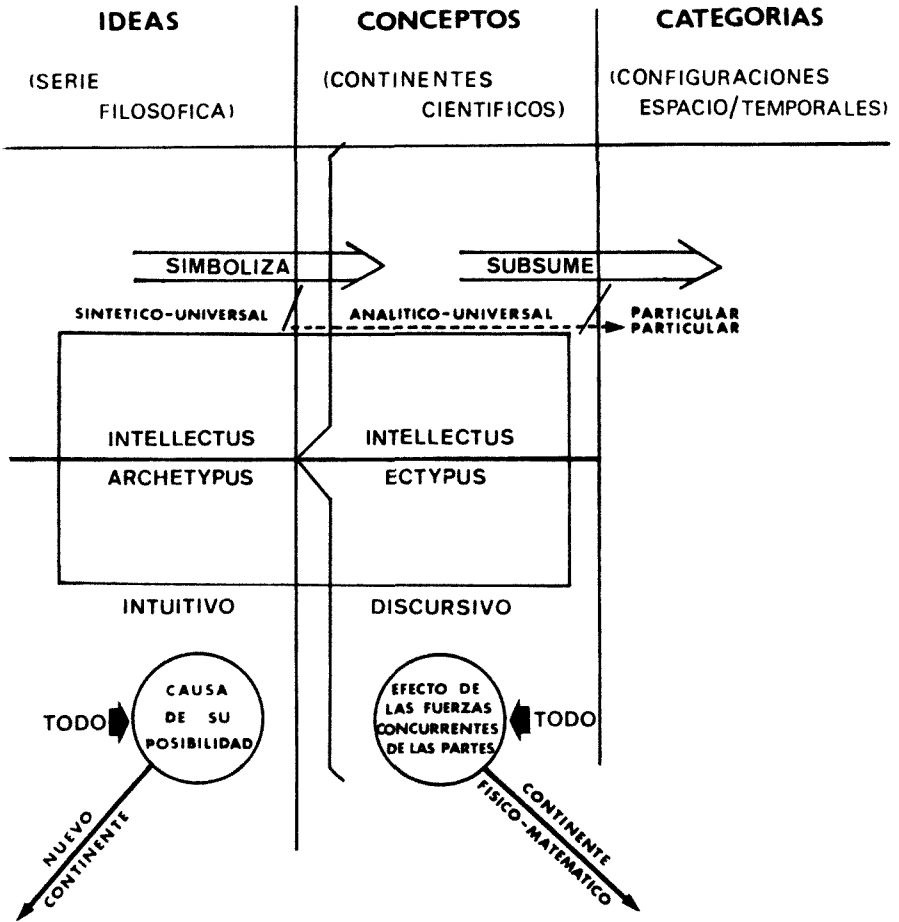 IDEAS
CONCEPTOS
CATEGORIAS
(SERIE
FILOSOFICA)
(CONTINENTES
CIENTIFICOS)
(CONFIGURACIONES
ESPACIO/TEMPORALES)
SIMBOLIZA
SUBSUME
SINTETICO-UNIVERSAL
ANALITICO-UNIVERSAL
PARTICULAR
PARTICULAR
INTELLECTUS
ARCHETYPUS
INTELLECTUS
ECTYPUS
INTUITIVO
DISCURSIVO
TODO
CAUSA
DE SU
POSIBILIDAD
EFECTO DE
LAS FUERZAS
CONCURRENTES
DE LAS PARTES
TODO
NUEVO
CONTINENTE
CONTINENTE
FISICO-MATEMATICO